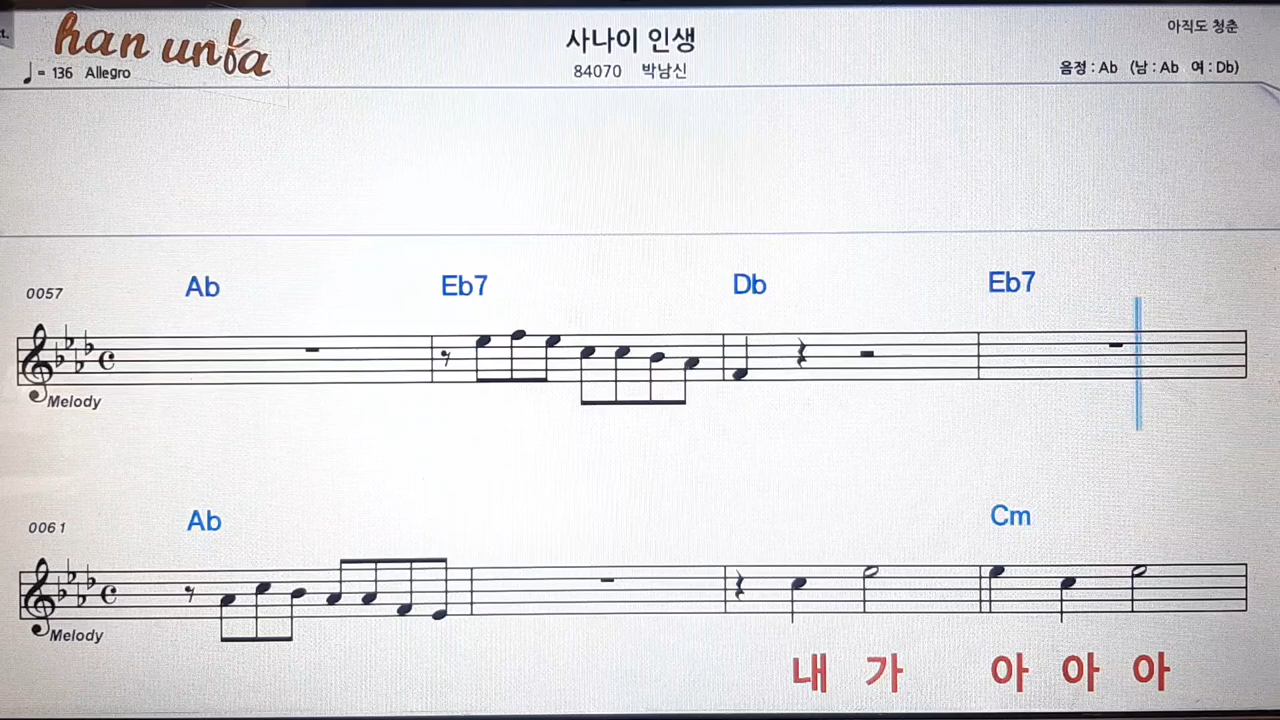 ct.
han unfa
사나이 인생
아직도 청춘
♩ = 136 Allegro
84070 박남신
음정 : Ab (남 : Ab 여 : Db)
0057
Ab Eb7 Db Eb7
Melody
0061
Ab Cm
Melody
내 가 아 아 아